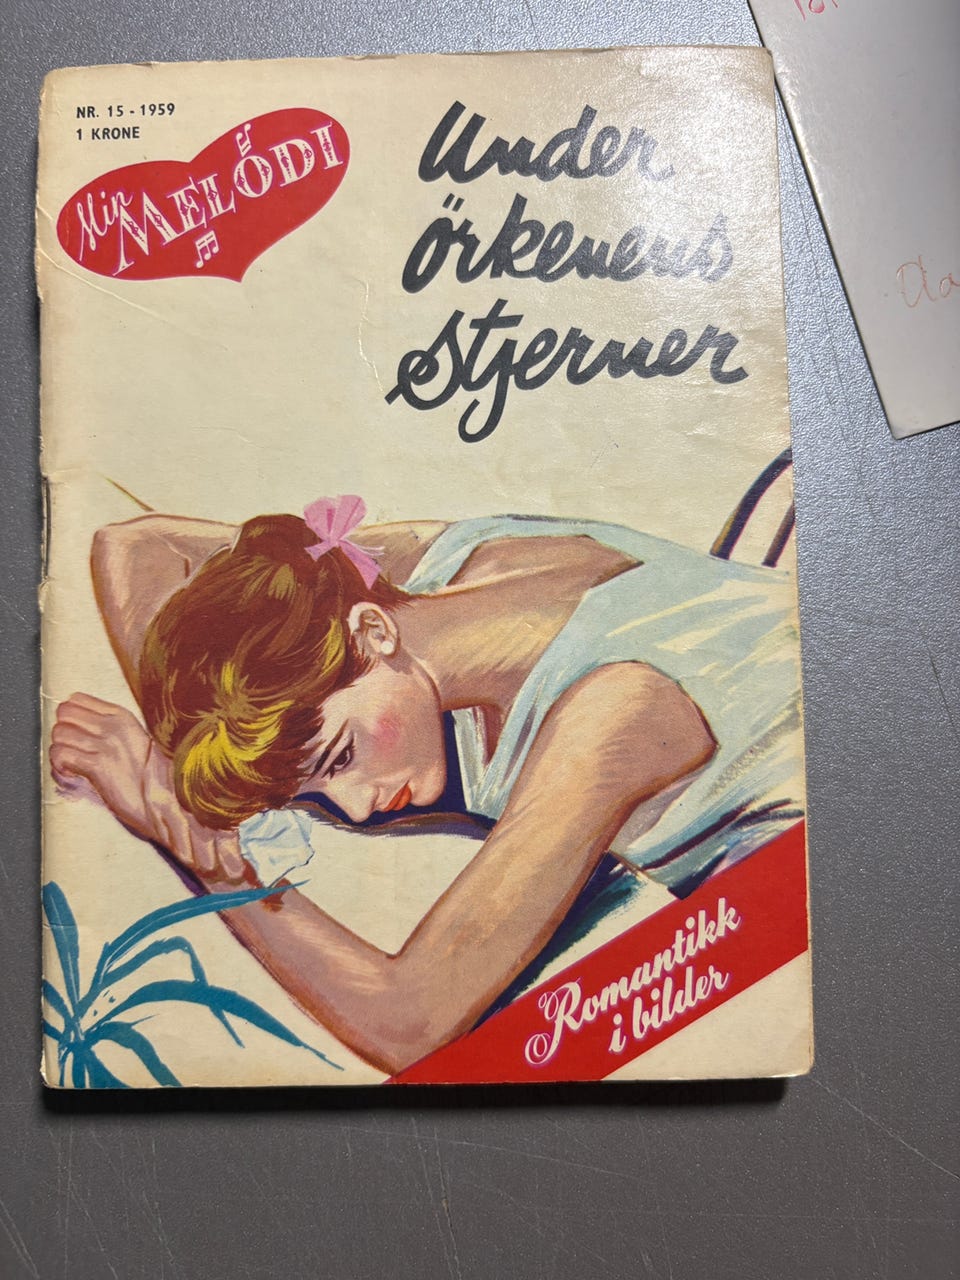 NR. 15 - 1959
1 KRONE
Min
MELODI
Under
örkenens
stjerner
Romantikk
i bilder